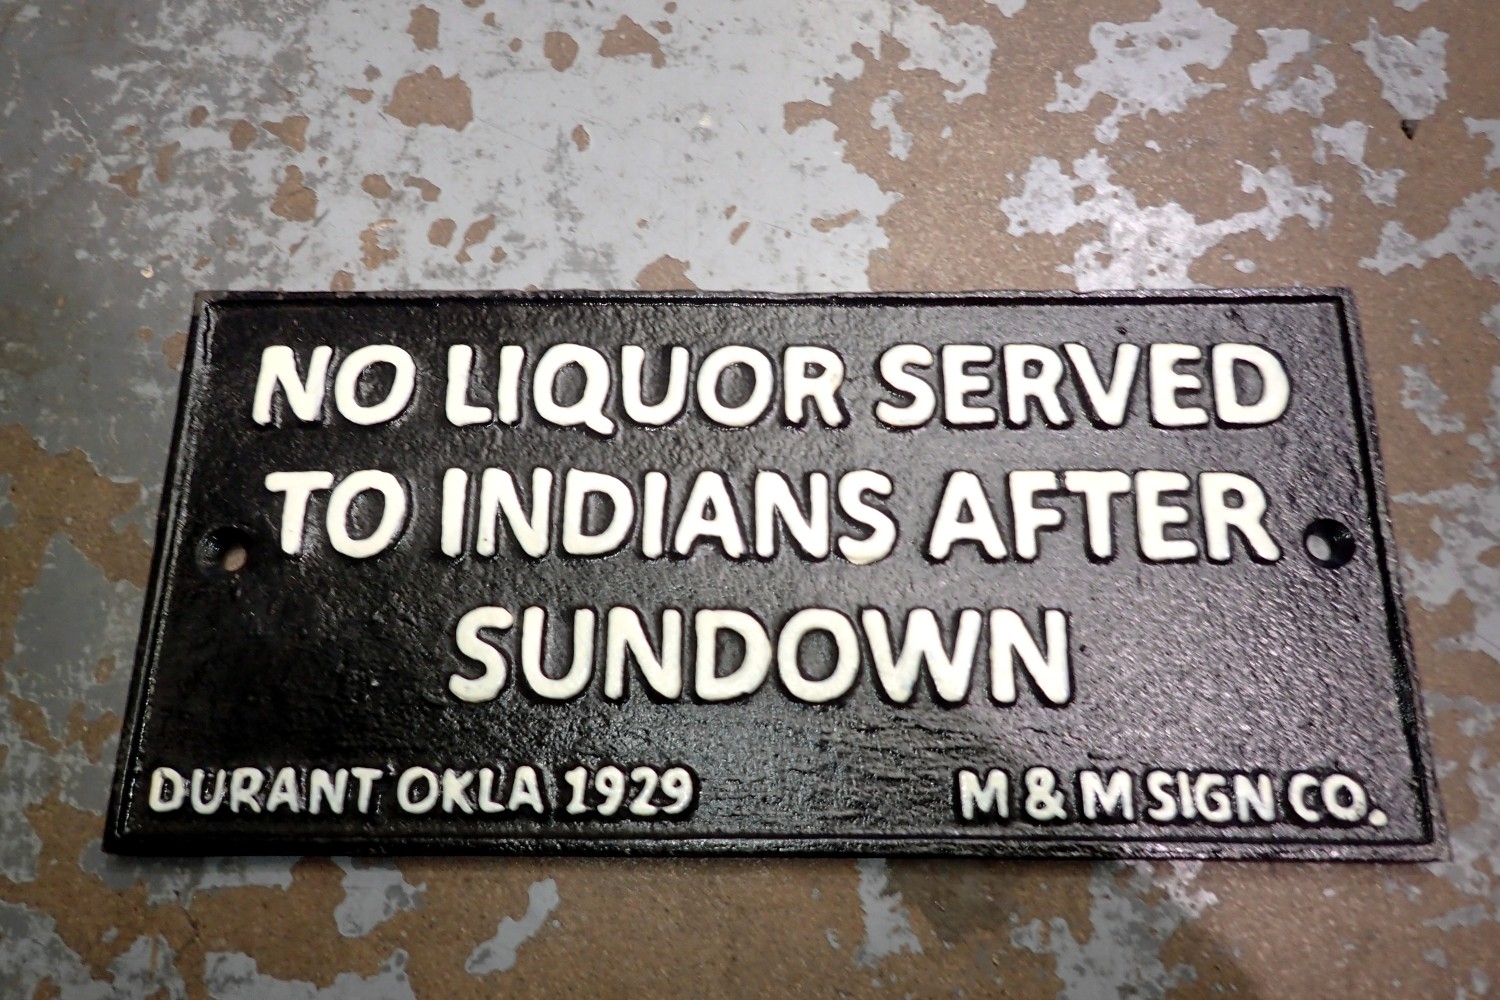 NO LIQUOR SERVED
TO INDIANS AFTER
SUNDOWN
DURANT OKLA 1929
M & M SIGN CO.